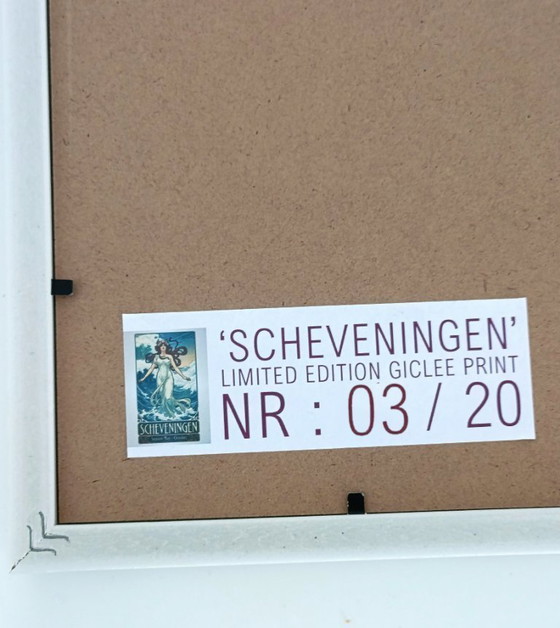 ‘SCHEVENINGEN’
LIMITED EDITION GICLEE PRINT
NR : 03 / 20
SCHEVENINGEN